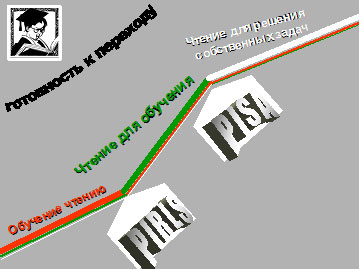 готовность к переходу
Чтение для решения
собственных задач
Чтение для обучения
PISA
Обучение чтению
PIRLS